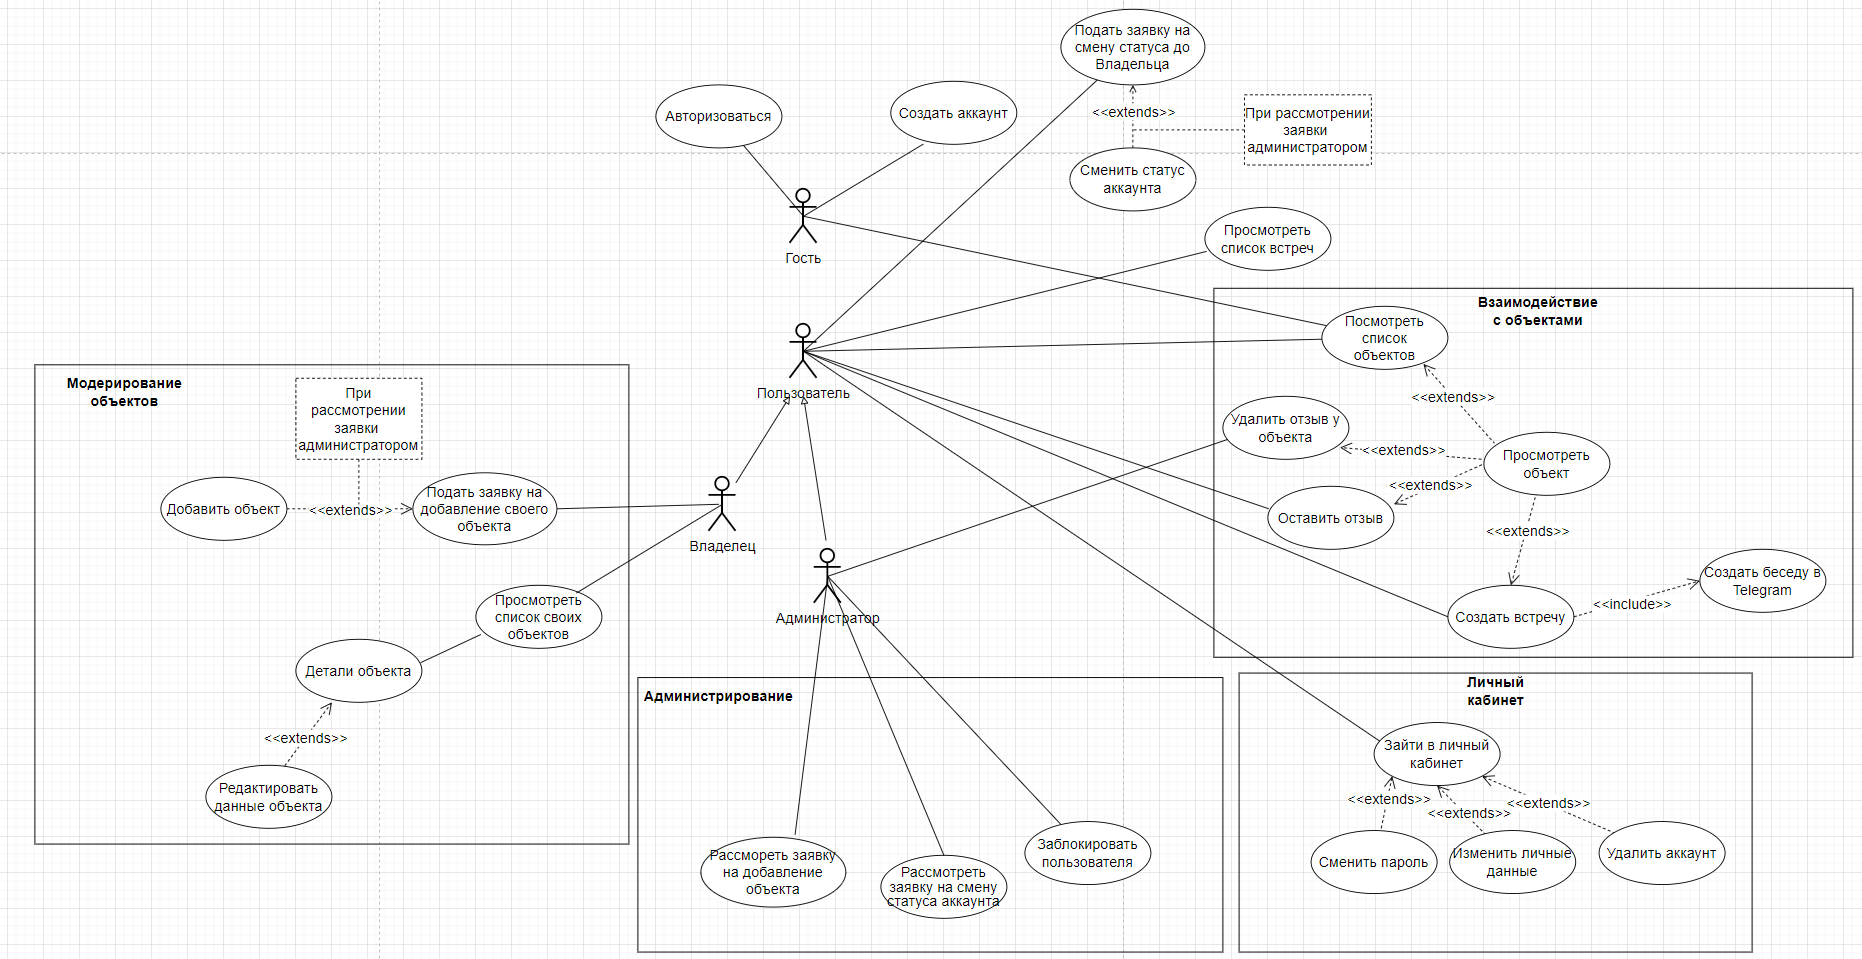 Подать заявку на
смену статуса до
Владельца
Авторизоваться
Создать аккаунт
<<extends>>
При рассмотрении
заявки
администратором
Сменить статус
аккаунта
Гость
Просмотреть
список встреч
Взаимодействие
с объектами
Посмотреть
список
объектов
Пользователь
Модерирование
объектов
При
рассмотрении
заявки
администратором
<<extends>>
Удалить отзыв у
объекта
<<extends>>
Просмотреть
объект
<<extends>>
Добавить объект
<<extends>>
Подать заявку на
добавление своего
объекта
Владелец
Оставить отзыв
<<extends>>
Создать беседу в
Telegram
<<include>>
Создать встречу
Администратор
Просмотреть
список своих
объектов
Детали объекта
<<extends>>
Редактировать
данные объекта
Администрирование
Рассмореть заявку
на добавление
объекта
Рассмотреть
заявку на смену
статуса аккаунта
Заблокировать
пользователя
Личный
кабинет
Зайти в личный
кабинет
<<extends>>
<<extends>>
<<extends>>
Сменить пароль
Изменить личные
данные
Удалить аккаунт